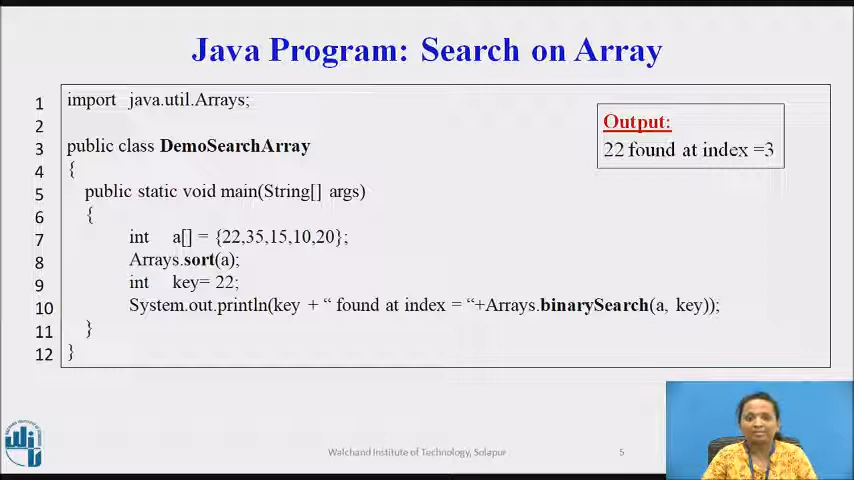 Java Program: Search on Array
1 import java.util.Arrays;
2
3 public class DemoSearchArray
4 {
5 public static void main(String[] args)
6 {
7 int a[] = {22,35,15,10,20};
8 Arrays.sort(a);
9 int key= 22;
10 System.out.println(key + “ found at index = “+Arrays.binarySearch(a, key));
11 }
12 }
Output:
22 found at index =3
Walchand Institute of Technology, Solapur
5